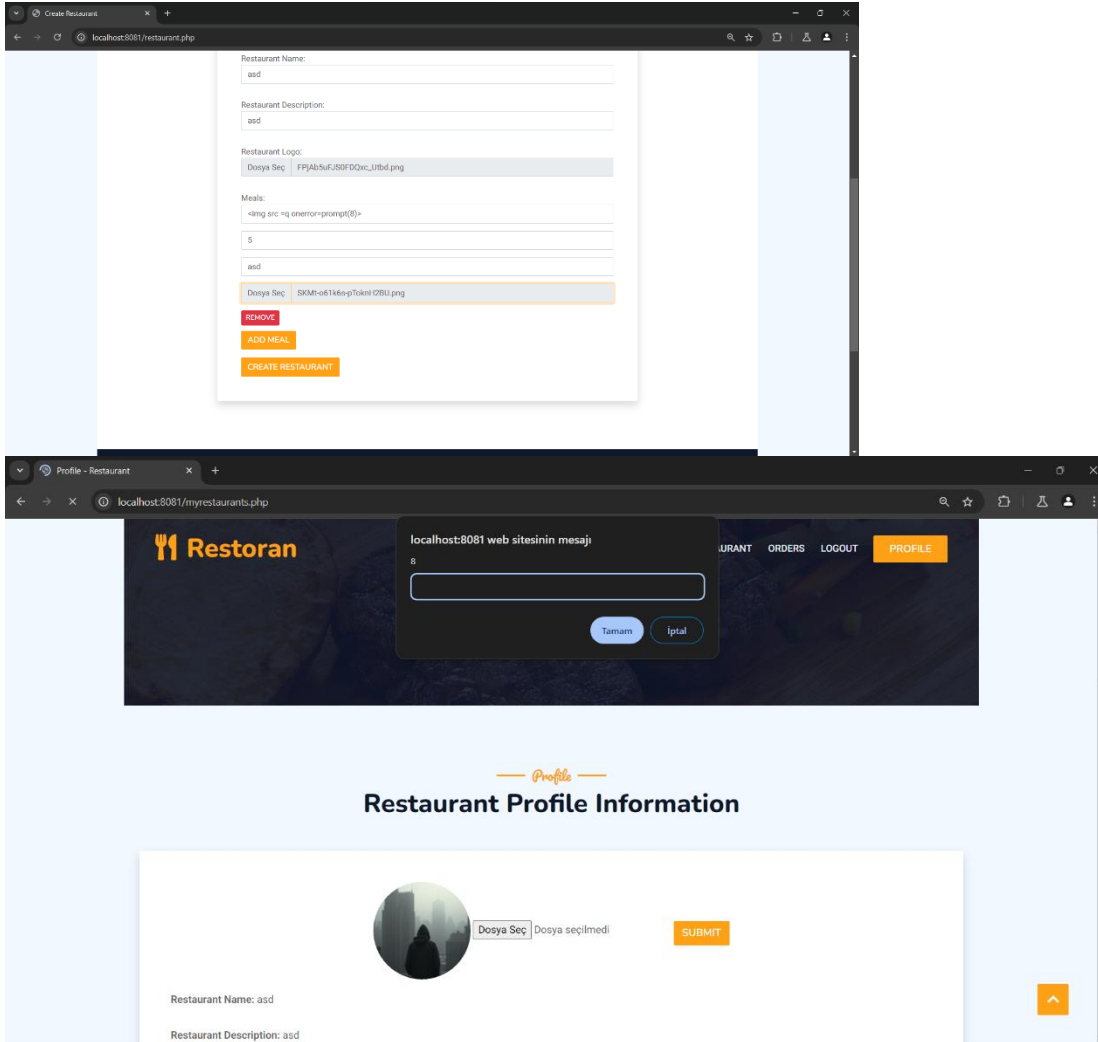 Create Restaurant
localhost:8081/restaurant.php
Restaurant Name:
asd
Restaurant Description:
asd
Restaurant Logo:
Dosya Seç FPjAb5uFJS0FDQxc_Utbd.png
Meals:
<img src =q onerror=prompt(8)>
5
asd
Dosya Seç SKMt-o61k6s-pToknH2BU.png
REMOVE
ADD MEAL
CREATE RESTAURANT
Profile - Restaurant
localhost:8081/myrestaurants.php
Restoran
localhost:8081 web sitesinin mesajı
8
Tamam İptal
URANT ORDERS LOGOUT PROFILE
Profile
Restaurant Profile Information
Dosya Seç Dosya seçilmedi SUBMIT
Restaurant Name: asd
Restaurant Description: asd